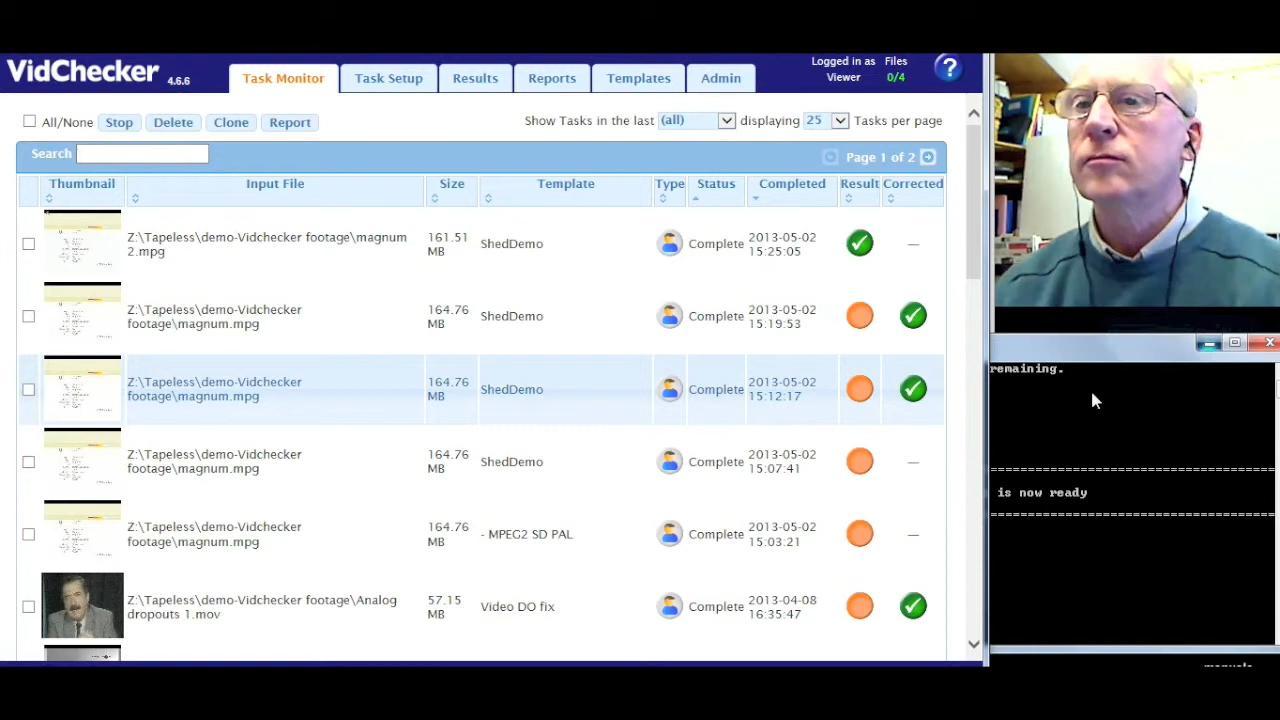 VidChecker 4.6.6
Task Monitor
Task Setup
Results
Reports
Templates
Admin
Logged in as
Viewer
Files
0/4
?
All/None
Stop
Delete
Clone
Report
Show Tasks in the last (all) displaying 25 Tasks per page
Search
Page 1 of 2
Thumbnail
Input File
Size
Template
Type
Status
Completed
Result
Corrected
Z:\Tapeless\demo-Vidchecker footage\magnum
2.mpg
161.51
MB
ShedDemo
Complete
2013-05-02
15:25:05
—
Z:\Tapeless\demo-Vidchecker
footage\magnum.mpg
164.76
MB
ShedDemo
Complete
2013-05-02
15:19:53
Z:\Tapeless\demo-Vidchecker
footage\magnum.mpg
164.76
MB
ShedDemo
Complete
2013-05-02
15:12:17
Z:\Tapeless\demo-Vidchecker
footage\magnum.mpg
164.76
MB
ShedDemo
Complete
2013-05-02
15:07:41
—
Z:\Tapeless\demo-Vidchecker
footage\magnum.mpg
164.76
MB
- MPEG2 SD PAL
Complete
2013-05-02
15:03:21
—
Z:\Tapeless\demo-Vidchecker footage\Analog
dropouts 1.mov
57.15
MB
Video DO fix
Complete
2013-04-08
16:35:47
remaining.
is now ready